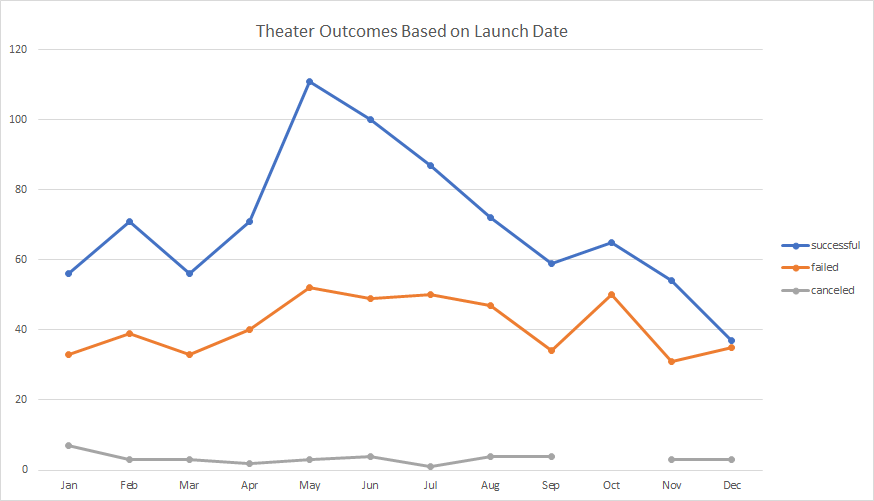 Theater Outcomes Based on Launch Date
120
100
80
60
40
20
0
Jan Feb Mar Apr May Jun Jul Aug Sep Oct Nov Dec
successful
failed
canceled